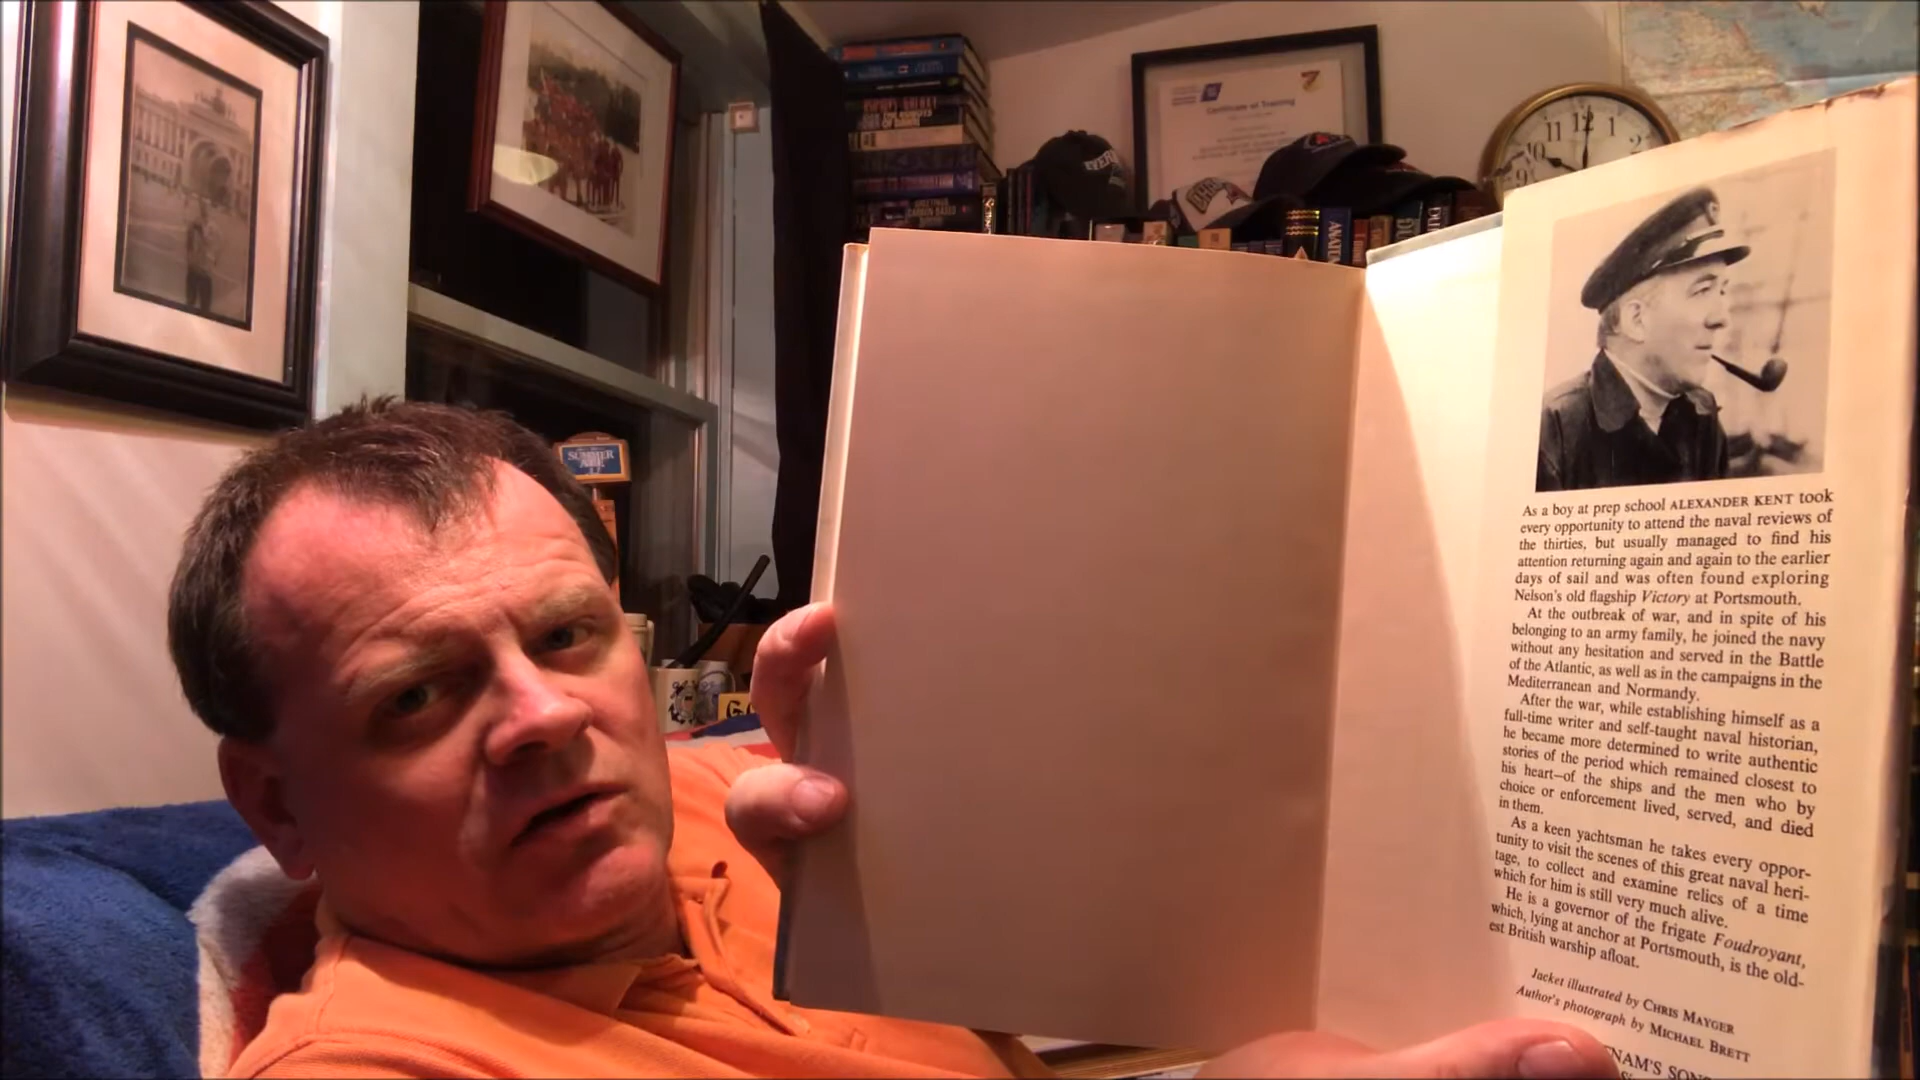 Certificate of Training
SUMMER
ALE
11 12 1
As a boy at prep school ALEXANDER KENT took
every opportunity to attend the naval reviews of
the thirties, but usually managed to find his
attention returning again and again to the earlier
days of sail and was often found exploring
Nelson's old flagship Victory at Portsmouth.
At the outbreak of war, and in spite of his
belonging to an army family, he joined the navy
without any hesitation and served in the Battle
of the Atlantic, as well as in the campaigns in the
Mediterranean and Normandy.
After the war, while establishing himself as a
full-time writer and self-taught naval historian,
he became more determined to write authentic
stories of the period which remained closest to
his heart—of the ships and the men who by
choice or enforcement lived, served, and died
in them.
As a keen yachtsman he takes every oppor-
tunity to visit the scenes of this great naval heri-
tage, to collect and examine relics of a time
which for him is still very much alive.
He is a governor of the frigate Foudroyant,
which, lying at anchor at Portsmouth, is the old-
est British warship afloat.
Jacket illustrated by CHRIS MAYGER
Author's photograph by MICHAEL BRETT